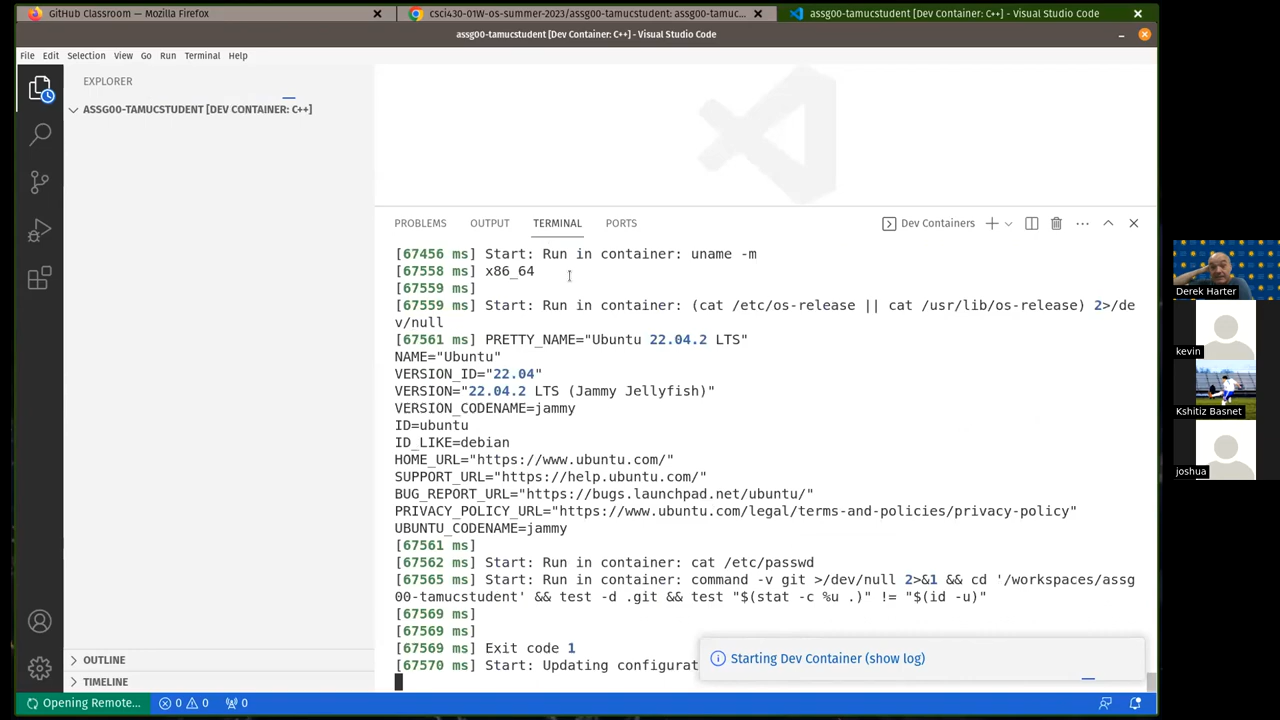 GitHub Classroom — Mozilla Firefox
csci430-01W-os-summer-2023/assg00-tamucstudent: assg00-tamuc...
assg00-tamucstudent [Dev Container: C++] - Visual Studio Code
assg00-tamucstudent [Dev Container: C++] - Visual Studio Code
File Edit Selection View Go Run Terminal Help
EXPLORER
ASSG00-TAMUCSTUDENT [DEV CONTAINER: C++]
PROBLEMS OUTPUT TERMINAL PORTS
Dev Containers
[67456 ms] Start: Run in container: uname -m
[67558 ms] x86_64
[67559 ms]
[67559 ms] Start: Run in container: (cat /etc/os-release || cat /usr/lib/os-release) 2>/de
v/null
[67561 ms] PRETTY_NAME="Ubuntu 22.04.2 LTS"
NAME="Ubuntu"
VERSION_ID="22.04"
VERSION="22.04.2 LTS (Jammy Jellyfish)"
VERSION_CODENAME=jammy
ID=ubuntu
ID_LIKE=debian
HOME_URL="https://www.ubuntu.com/"
SUPPORT_URL="https://help.ubuntu.com/"
BUG_REPORT_URL="https://bugs.launchpad.net/ubuntu/"
PRIVACY_POLICY_URL="https://www.ubuntu.com/legal/terms-and-policies/privacy-policy"
UBUNTU_CODENAME=jammy
[67561 ms]
[67562 ms] Start: Run in container: cat /etc/passwd
[67565 ms] Start: Run in container: command -v git >/dev/null 2>&1 && cd '/workspaces/assg
00-tamucstudent' && test -d .git && test "$(stat -c %u .)" != "$(id -u)"
[67569 ms]
[67569 ms]
[67569 ms] Exit code 1
[67570 ms] Start: Updating configurat
Starting Dev Container (show log)
OUTLINE
TIMELINE
Opening Remote... 0 0 0
Derek Harter
kevin
Kshitiz Basnet
joshua